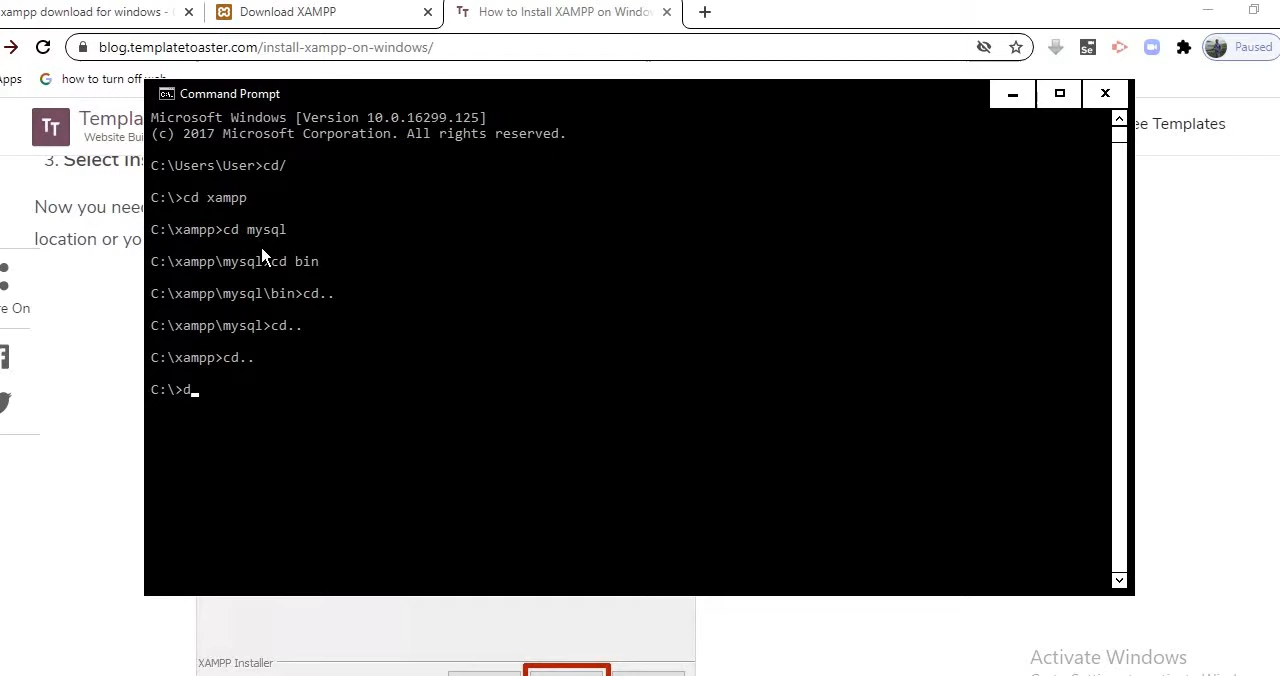 xampp download for windows -
Download XAMPP
How to Install XAMPP on Windo
blog.templatetoaster.com/install-xampp-on-windows/
Se
Paused
Apps
how to turn off
Command Prompt
Microsoft Windows [Version 10.0.16299.125]
(c) 2017 Microsoft Corporation. All rights reserved.
C:\Users\User>cd/
C:\>cd xampp
C:\xampp>cd mysql
C:\xampp\mysql>cd bin
C:\xampp\mysql\bin>cd..
C:\xampp\mysql>cd..
C:\xampp>cd..
C:\>d
TT
Templa
Website Bui
ee Templates
3. Select Ins
Now you need
location or yo
re On
XAMPP Installer
Activate Windows